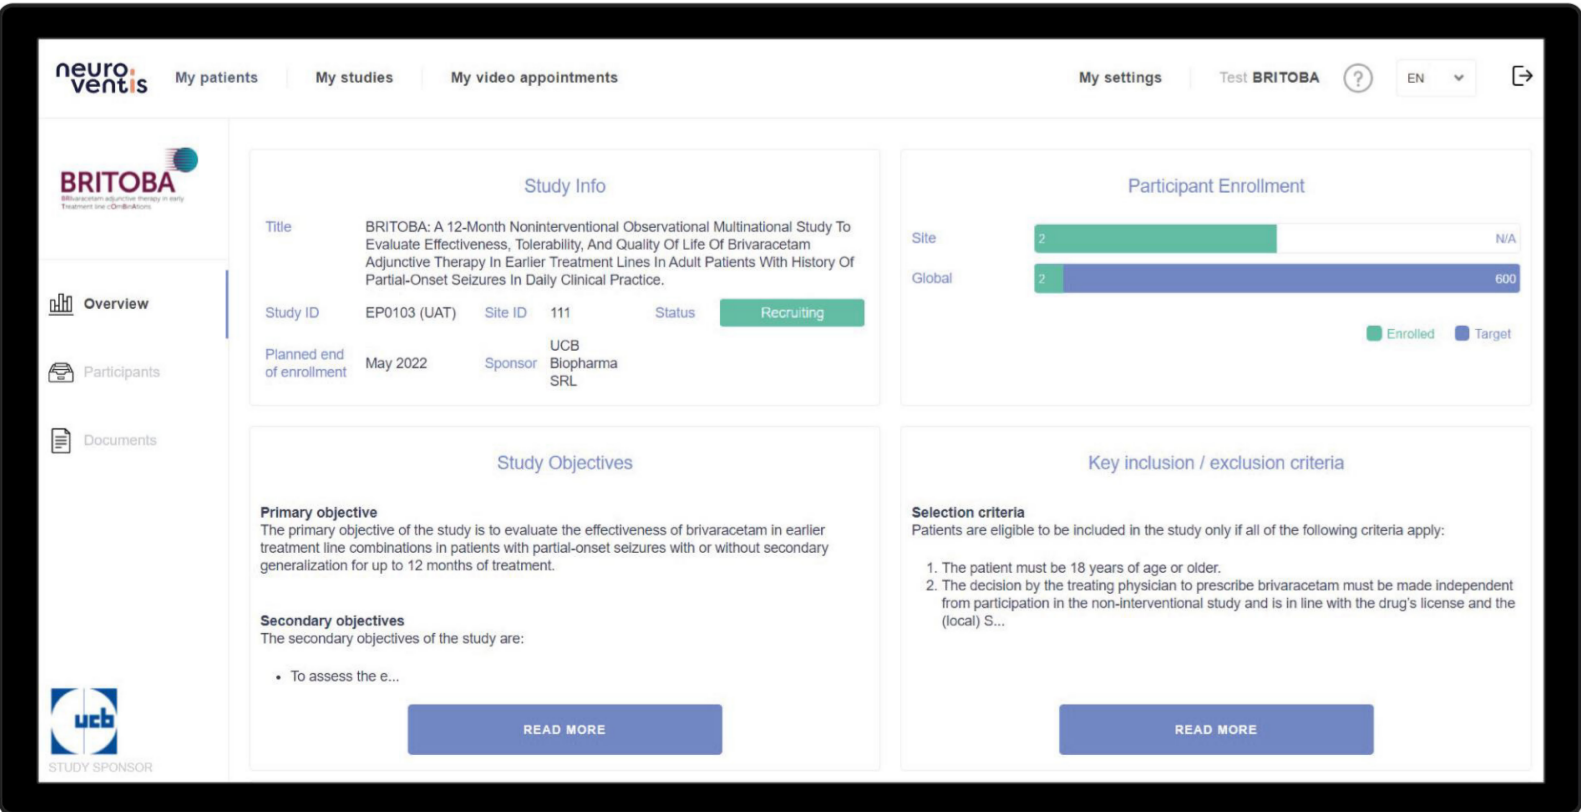 neuro
ventis
My patients
My studies
My video appointments
My settings
Test BRITOBA
?
EN
BRITOBA
BRIvaracetam adjunctive therapy in early
Treatment line cOmBinAtions
Overview
Participants
Documents
ucb
STUDY SPONSOR
Study Info
Title
BRITOBA: A 12-Month Noninterventional Observational Multinational Study To
Evaluate Effectiveness, Tolerability, And Quality Of Life Of Brivaracetam
Adjunctive Therapy In Earlier Treatment Lines In Adult Patients With History Of
Partial-Onset Seizures In Daily Clinical Practice.
Study ID EP0103 (UAT) Site ID 111 Status Recruiting
Planned end
of enrollment
May 2022
Sponsor
UCB
Biopharma
SRL
Participant Enrollment
Site 2 N/A
Global 2 600
Enrolled Target
Study Objectives
Primary objective
The primary objective of the study is to evaluate the effectiveness of brivaracetam in earlier
treatment line combinations in patients with partial-onset seizures with or without secondary
generalization for up to 12 months of treatment.
Secondary objectives
The secondary objectives of the study are:
• To assess the e...
READ MORE
Key inclusion / exclusion criteria
Selection criteria
Patients are eligible to be included in the study only if all of the following criteria apply:
1. The patient must be 18 years of age or older.
2. The decision by the treating physician to prescribe brivaracetam must be made independent
from participation in the non-interventional study and is in line with the drug's license and the
(local) S...
READ MORE